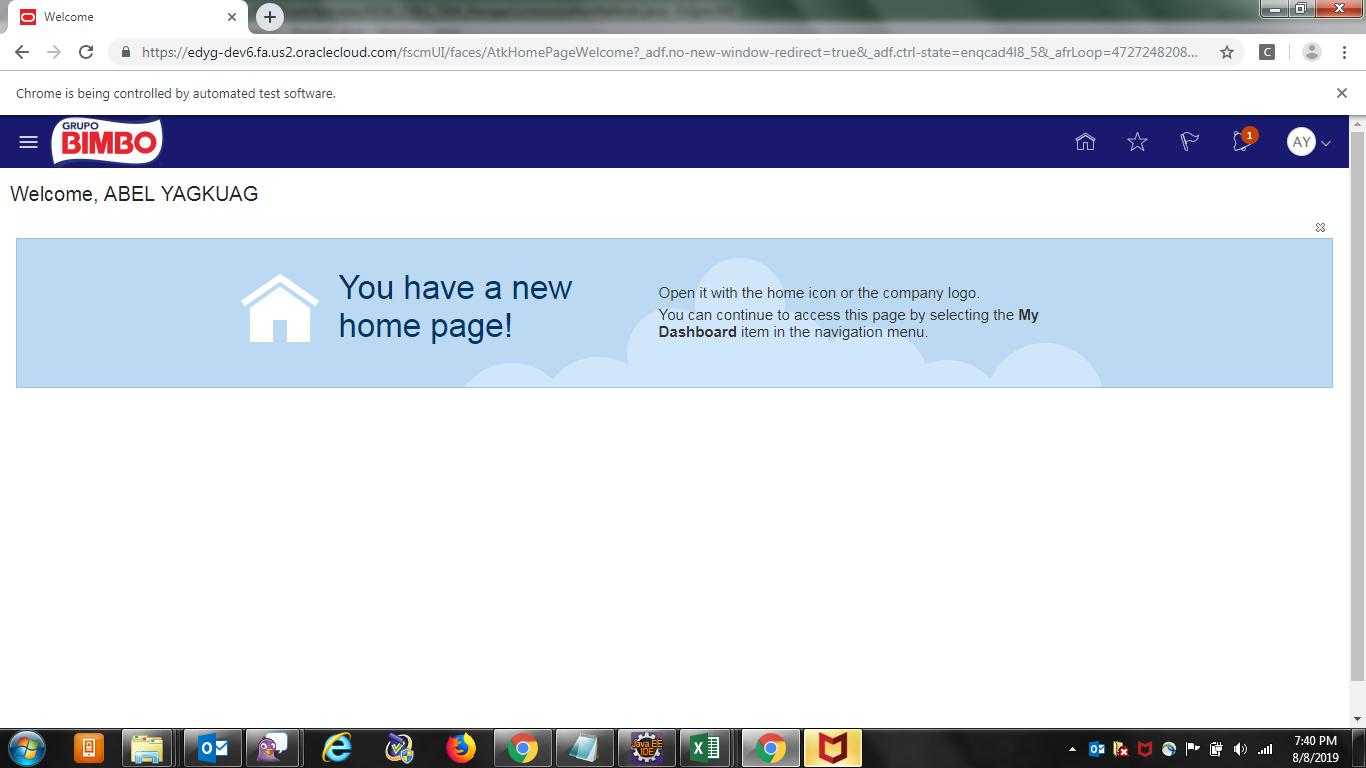 Welcome
https://edyg-dev6.fa.us2.oraclecloud.com/fscmUI/faces/AtkHomePageWelcome?_adf.no-new-window-redirect=true&_adf.ctrl-state=enqcad4l8_5&_afrLoop=4727248208...
C
Chrome is being controlled by automated test software.
GRUPO
BIMBO
1
AY
Welcome, ABEL YAGKUAG
You have a new
home page!
Open it with the home icon or the company logo.
You can continue to access this page by selecting the My
Dashboard item in the navigation menu.
Java EE
IDE
7:40 PM
8/8/2019